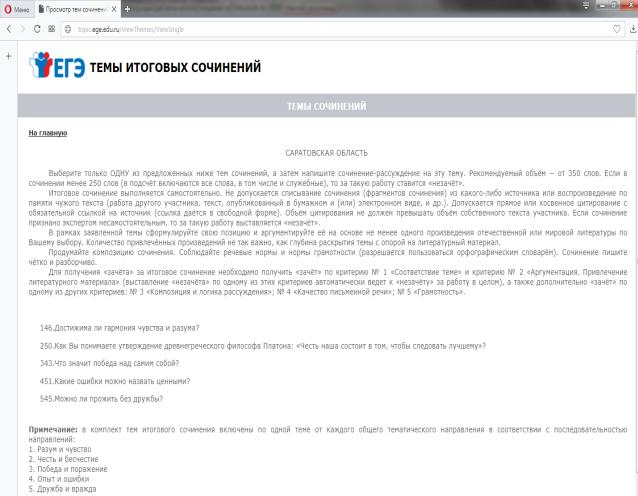 Меню
Просмотр тем сочинени
topic.ege.edu.ru/ViewThemes/ViewSingle
ЕГЭ ТЕМЫ ИТОГОВЫХ СОЧИНЕНИЙ
ТЕМЫ СОЧИНЕНИЙ
На главную
САРАТОВСКАЯ ОБЛАСТЬ
Выберите только ОДНУ из предложенных ниже тем сочинений, а затем напишите сочинение-рассуждение на эту тему. Рекомендуемый объём – от 350 слов. Если в
сочинении менее 250 слов (в подсчёт включаются все слова, в том числе и служебные), то за такую работу ставится «незачёт».
Итоговое сочинение выполняется самостоятельно. Не допускается списывание сочинения (фрагментов сочинения) из какого-либо источника или воспроизведение по
памяти чужого текста (работа другого участника, текст, опубликованный в бумажном и (или) электронном виде, и др.). Допускается прямое или косвенное цитирование с
обязательной ссылкой на источник (ссылка даётся в свободной форме). Объём цитирования не должен превышать объём собственного текста участника. Если сочинение
признано экспертом несамостоятельным, то за такую работу выставляется «незачёт».
В рамках заявленной темы сформулируйте свою позицию и аргументируйте её на основе не менее одного произведения отечественной или мировой литературы по
Вашему выбору. Количество привлечённых произведений не так важно, как глубина раскрытия темы с опорой на литературный материал.
Продумайте композицию сочинения. Соблюдайте речевые нормы и нормы грамотности (разрешается пользоваться орфографическим словарём). Сочинение пишите
чётко и разборчиво.
Для получения «зачёта» за итоговое сочинение необходимо получить «зачёт» по критерию № 1 «Соответствие теме» и критерию № 2 «Аргументация. Привлечение
литературного материала» (выставление «незачёта» по одному из этих критериев автоматически ведет к «незачёту» за работу в целом), а также дополнительно «зачёт» по
одному из других критериев: № 3 «Композиция и логика рассуждения»; № 4 «Качество письменной речи»; № 5 «Грамотность».
146.Достижима ли гармония чувства и разума?
250.Как Вы понимаете утверждение древнегреческого философа Платона: «Честь наша состоит в том, чтобы следовать лучшему»?
343.Что значит победа над самим собой?
451.Какие ошибки можно назвать ценными?
545.Можно ли прожить без дружбы?
Примечание: в комплект тем итогового сочинения включены по одной теме от каждого общего тематического направления в соответствии с последовательностью
направлений:
1. Разум и чувство
2. Честь и бесчестие
3. Победа и поражение
4. Опыт и ошибки
5. Дружба и вражда